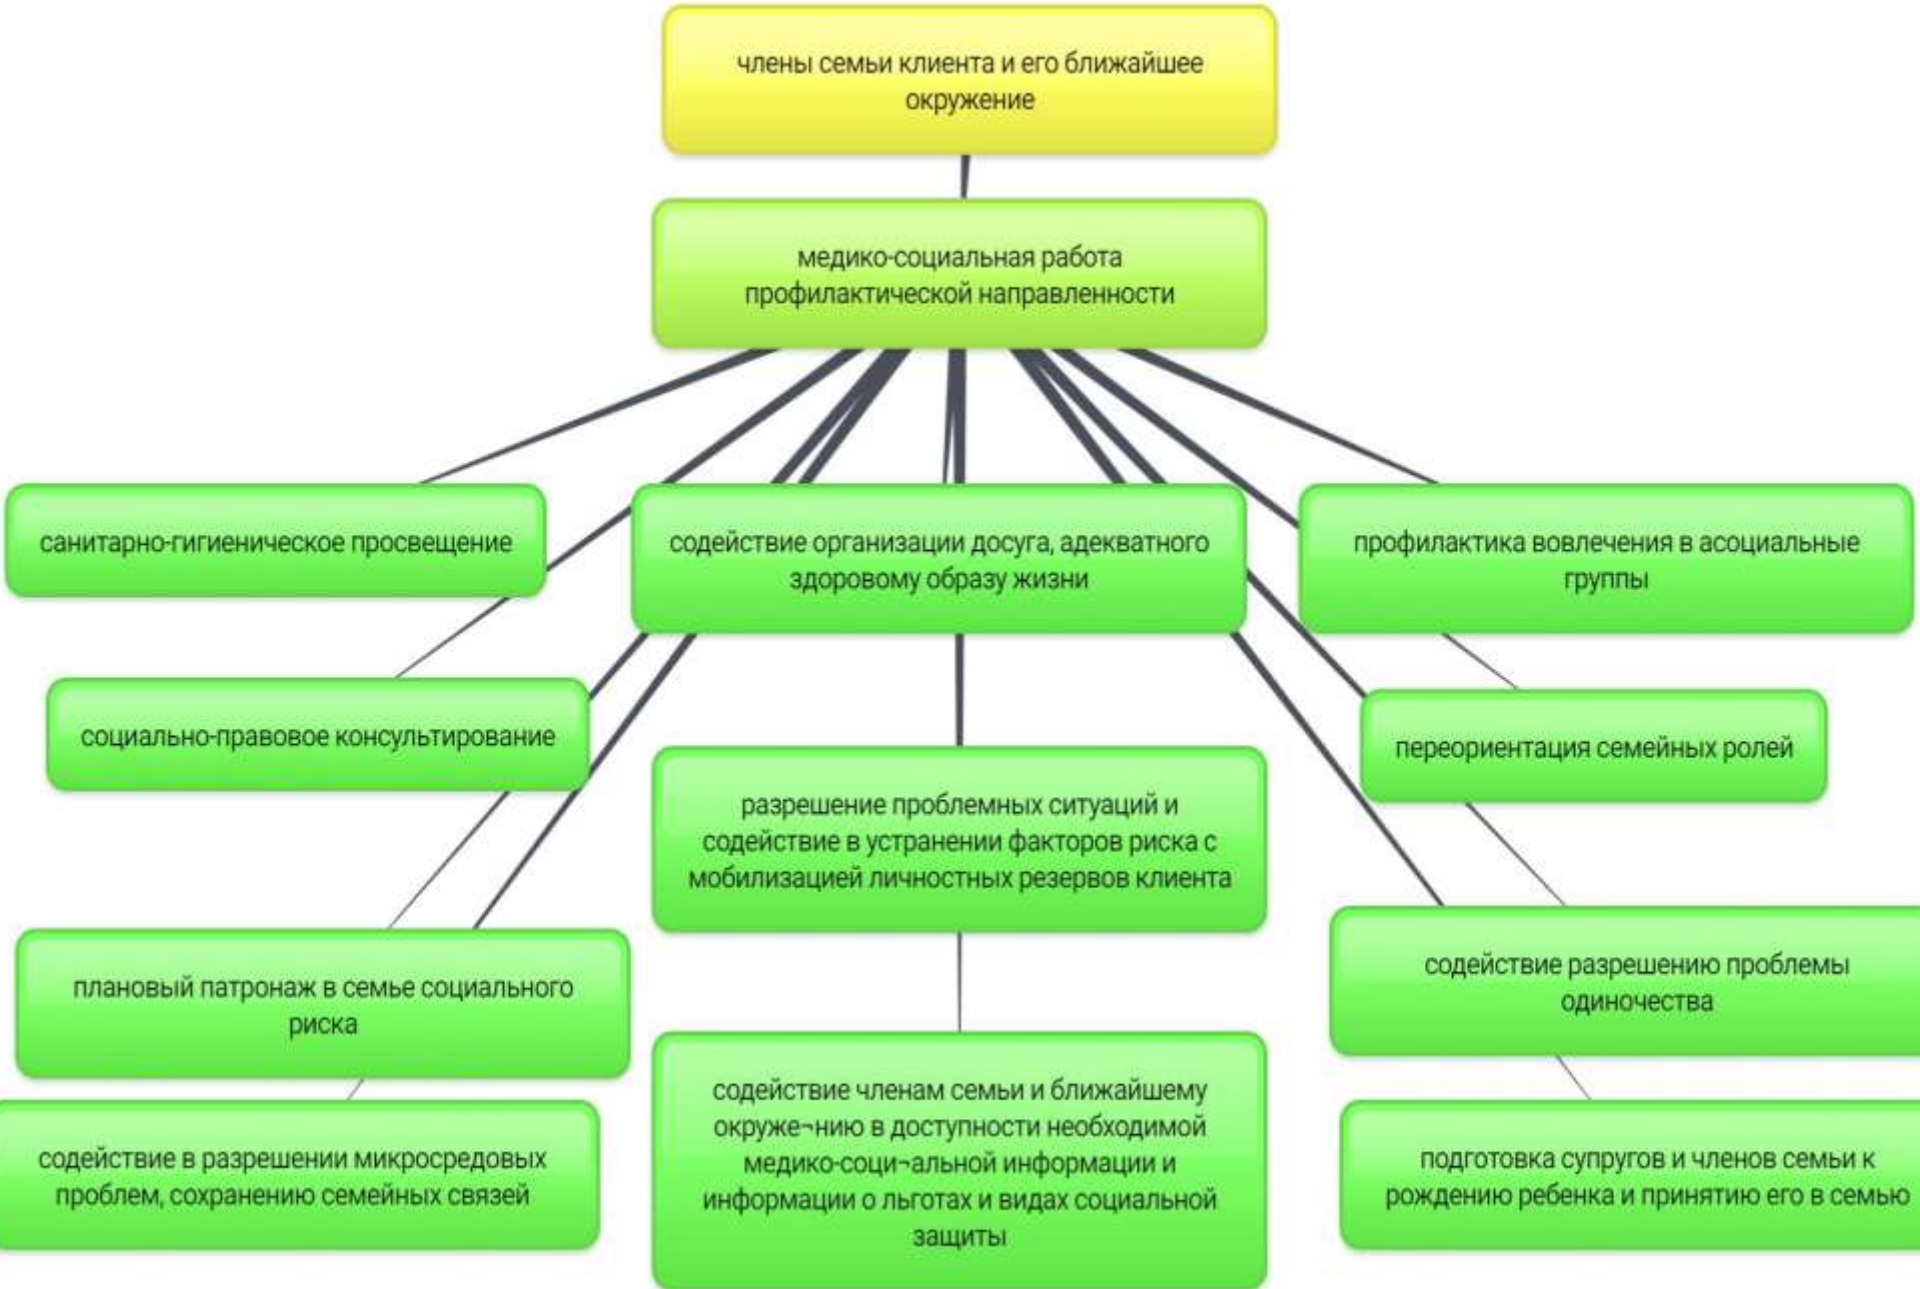 члены семьи клиента и его ближайшее
окружение
медико-социальная работа
профилактической направленности
санитарно-гигиеническое просвещение
содействие организации досуга, адекватного
здоровому образу жизни
профилактика вовлечения в асоциальные
группы
социально-правовое консультирование
разрешение проблемных ситуаций и
содействие в устранении факторов риска с
мобилизацией личностных резервов клиента
переориентация семейных ролей
плановый патронаж в семье социального
риска
содействие разрешению проблемы
одиночества
содействие в разрешении микросредовых
проблем, сохранению семейных связей
содействие членам семьи и ближайшему
окруже¬нию в доступности необходимой
медико-соци¬альной информации и
информации о льготах и видах социальной
защиты
подготовка супругов и членов семьи к
рождению ребенка и принятию его в семью